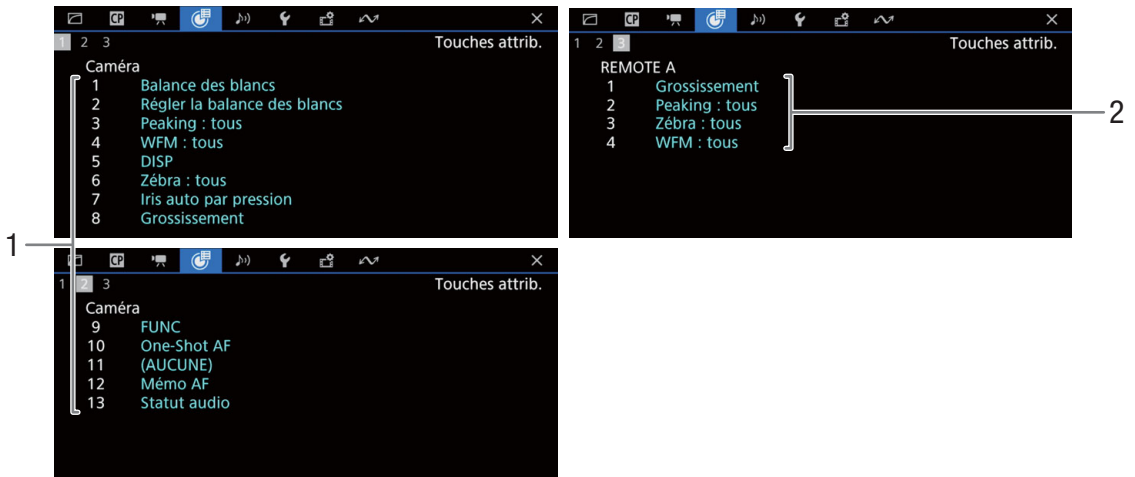 CP
1 2 3 Touches attrib.
Caméra
1 Balance des blancs
2 Régler la balance des blancs
3 Peaking : tous
4 WFM : tous
5 DISP
6 Zébra : tous
7 Iris auto par pression
8 Grossissement
1
CP
1 2 3 Touches attrib.
Caméra
9 FUNC
10 One-Shot AF
11 (AUCUNE)
12 Mémo AF
13 Statut audio
CP
1 2 3 Touches attrib.
REMOTE A
1 Grossissement
2 Peaking : tous
3 Zébra : tous
4 WFM : tous
2